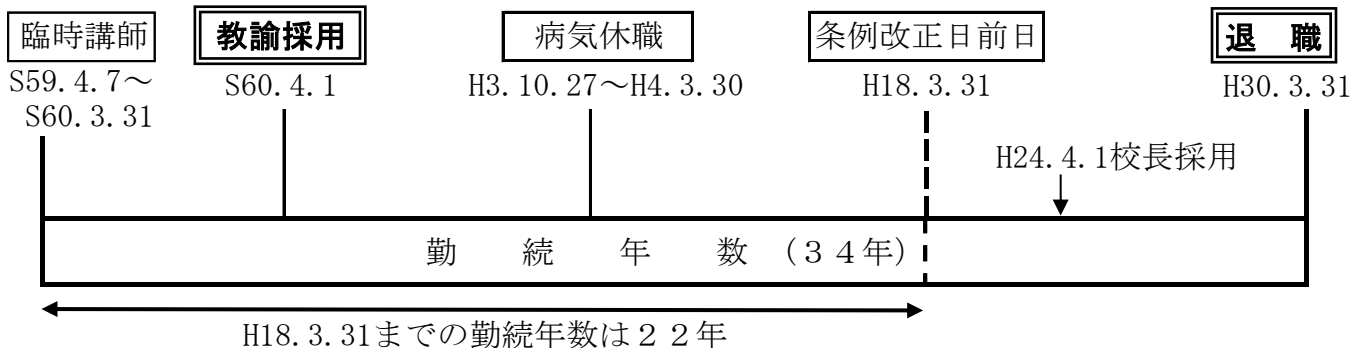 臨時講師 教諭採用 病気休職 条例改正日前日 退　職
S59.4.7～ S60.4.1 H3.10.27～H4.3.30 H18.3.31 H30.3.31
S60.3.31
H24.4.1校長採用
勤　続　年　数（３４年）
H18.3.31までの勤続年数は２２年